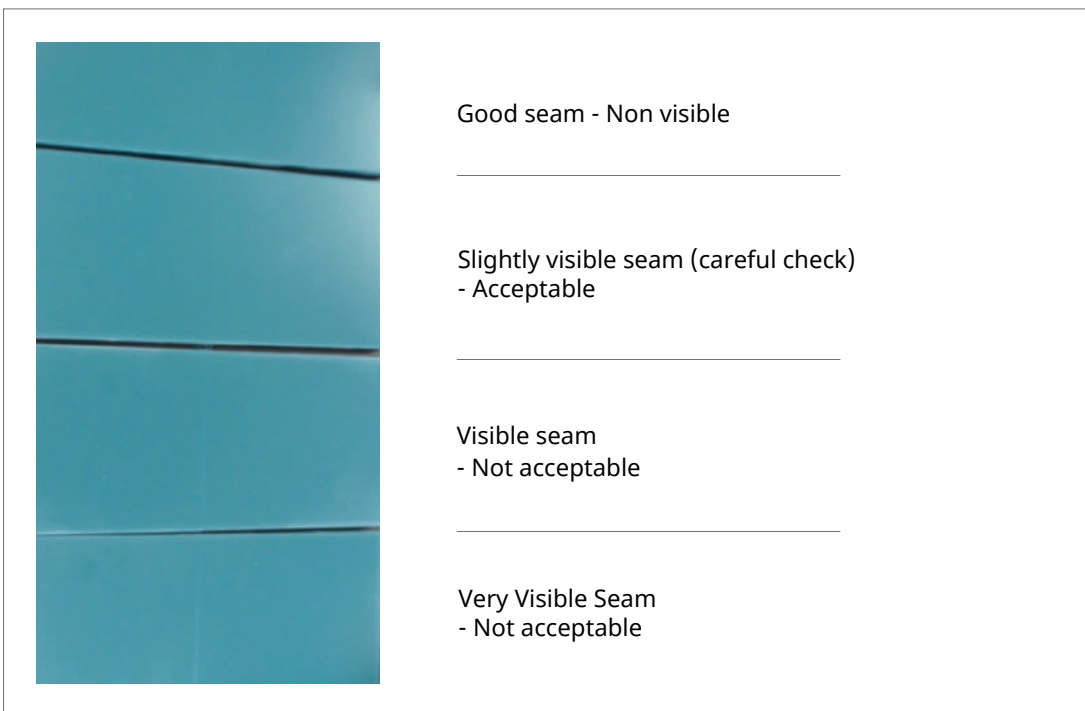 Good seam - Non visible
Slightly visible seam (careful check)
- Acceptable
Visible seam
- Not acceptable
Very Visible Seam
- Not acceptable